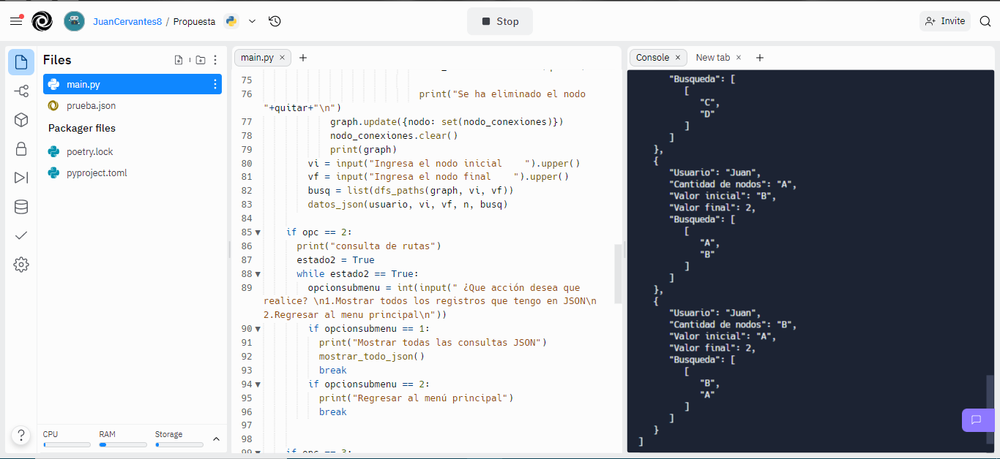 JuanCervantes8 / Propuesta
Stop
Invite
Files
main.py
prueba.json
Packager files
poetry.lock
pyproject.toml
CPU
RAM
Storage
main.py ×
75
76 print("Se ha eliminado el nodo
"+quitar+"\n")
77 graph.update({nodo: set(nodo_conexiones)})
78 nodo_conexiones.clear()
79 print(graph)
80 vi = input("Ingresa el nodo inicial    ").upper()
81 vf = input("Ingresa el nodo final    ").upper()
82 busq = list(dfs_paths(graph, vi, vf))
83 datos_json(usuario, vi, vf, n, busq)
84
85 if opc == 2:
86 print("consulta de rutas")
87 estado2 = True
88 while estado2 == True:
89 opcionsubmenu = int(input(" ¿Que acción desea que
realice? \n1.Mostrar todos los registros que tengo en JSON\n
2.Regresar al menu principal\n"))
90 if opcionsubmenu == 1:
91 print("Mostrar todas las consultas JSON")
92 mostrar_todo_json()
93 break
94 if opcionsubmenu == 2:
95 print("Regresar al menú principal")
96 break
97
98
99 if opc == 3:
Console ×
New tab ×
"Busqueda": [
[
"C",
"D"
]
]
},
{
"Usuario": "Juan",
"Cantidad de nodos": "A",
"Valor inicial": "B",
"Valor final": 2,
"Busqueda": [
[
"A",
"B"
]
]
},
{
"Usuario": "Juan",
"Cantidad de nodos": "B",
"Valor inicial": "A",
"Valor final": 2,
"Busqueda": [
[
"B",
"A"
]
]
}
]